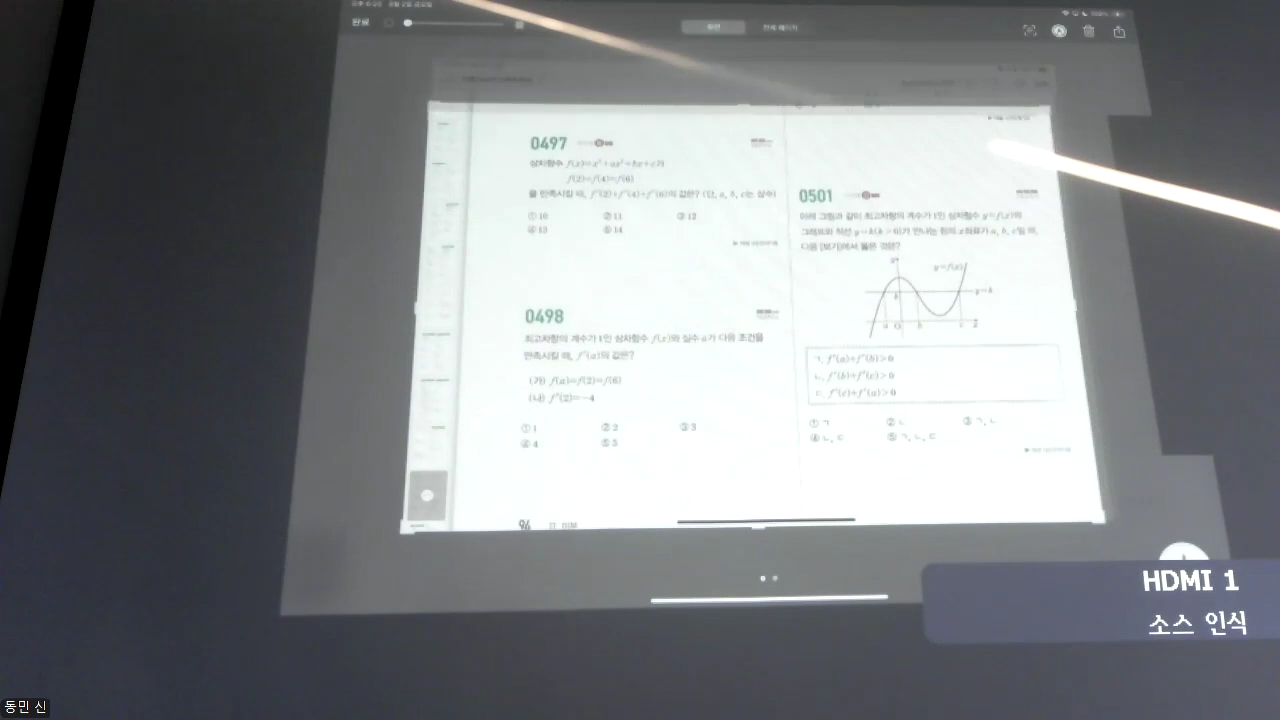 완료
0497
삼차함수 f(x)=x³+ax²+bx+c가
f(2)=f(4)=f(6)
을 만족시킬 때, f'(2)+f'(4)+f'(6)의 값은? (단, a, b, c는 상수)
① 10 ② 11 ③ 12
④ 13 ⑤ 14
0498
최고차항의 계수가 1인 삼차함수 f(x)와 실수 a가 다음 조건을
만족시킬 때, f'(a)의 값은?
(가) f(a)=f(2)=f(6)
(나) f'(2)=-4
① 1 ② 2 ③ 3
④ 4 ⑤ 5
96
0501
아래 그림과 같이 최고차항의 계수가 1인 삼차함수 y=f(x)의
그래프와 직선 y=k(k>0)가 만나는 점의 x좌표가 a, b, c일 때,
다음 [보기]에서 옳은 것은?
y=f(x)
y=k
a O b c x
ㄱ. f'(a)+f'(b)>0
ㄴ. f'(b)+f'(c)>0
ㄷ. f'(c)+f'(a)>0
① ㄱ ② ㄴ ③ ㄱ, ㄴ
④ ㄴ, ㄷ ⑤ ㄱ, ㄴ, ㄷ
HDMI 1
소스 인식
동민 신